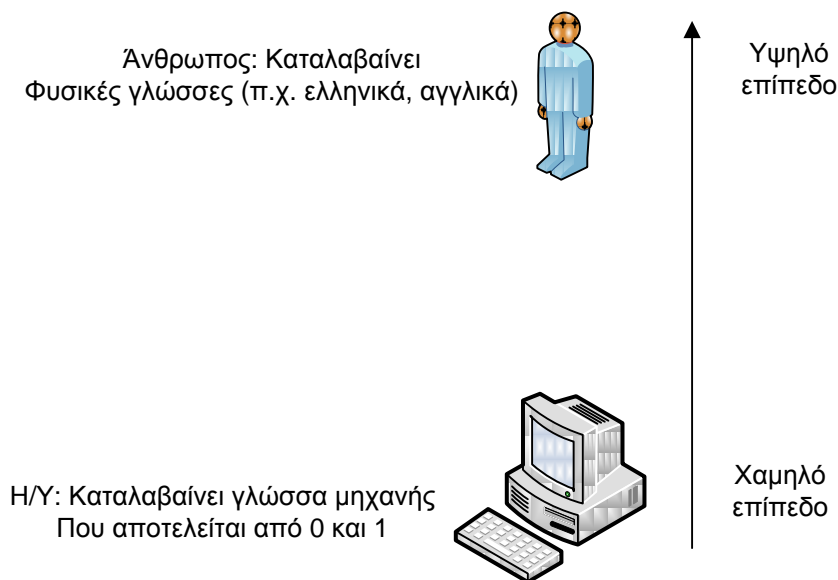 Άνθρωπος: Καταλαβαίνει
Φυσικές γλώσσες (π.χ. ελληνικά, αγγλικά)
Υψηλό
επίπεδο
Η/Υ: Καταλαβαίνει γλώσσα μηχανής
Που αποτελείται από 0 και 1
Χαμηλό
επίπεδο